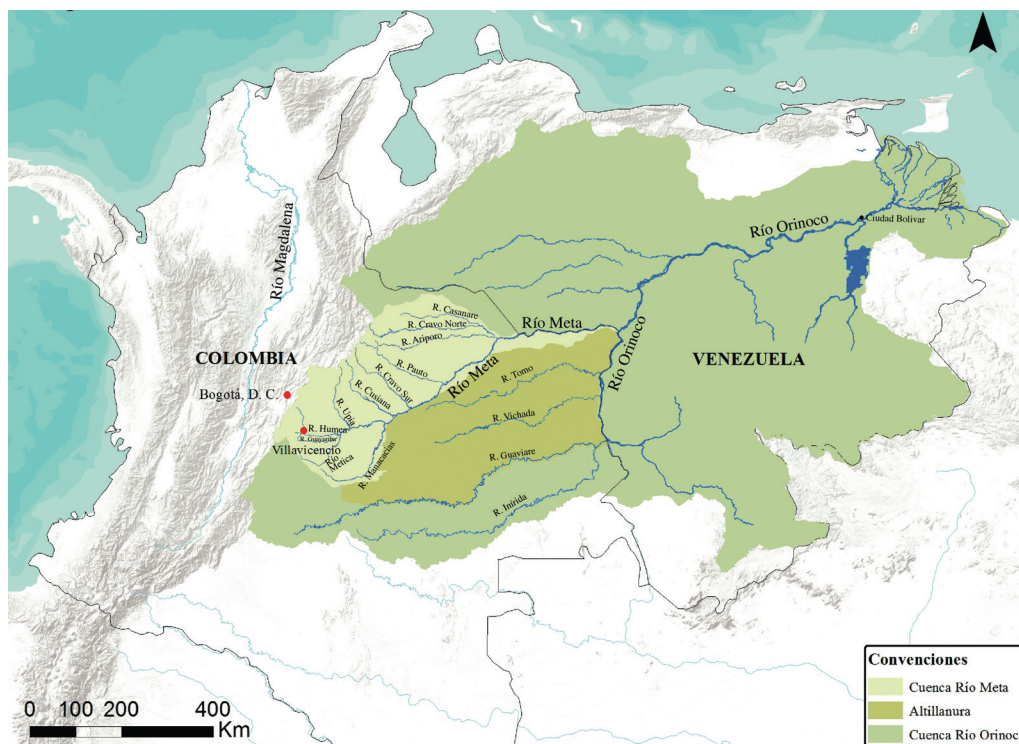 Río Magdalena
Río Orinoco
Ciudad Bolívar
R. Casanare
R. Cravo Norte
R. Ariporo
Río Meta
Río Orinoco
COLOMBIA
VENEZUELA
R. Pauto
Río Meta
R. Tomo
Bogotá, D. C.
R. Cravo Sur
R. Cusiana
R. Upía
R. Vichada
R. Humea
R. Guayuriba
Villavicencio
Río
Metica
R. Manacacías
R. Guaviare
R. Inírida
Convenciones
Cuenca Río Meta
Altillanura
Cuenca Río Orinoc
0 100 200 400
Km